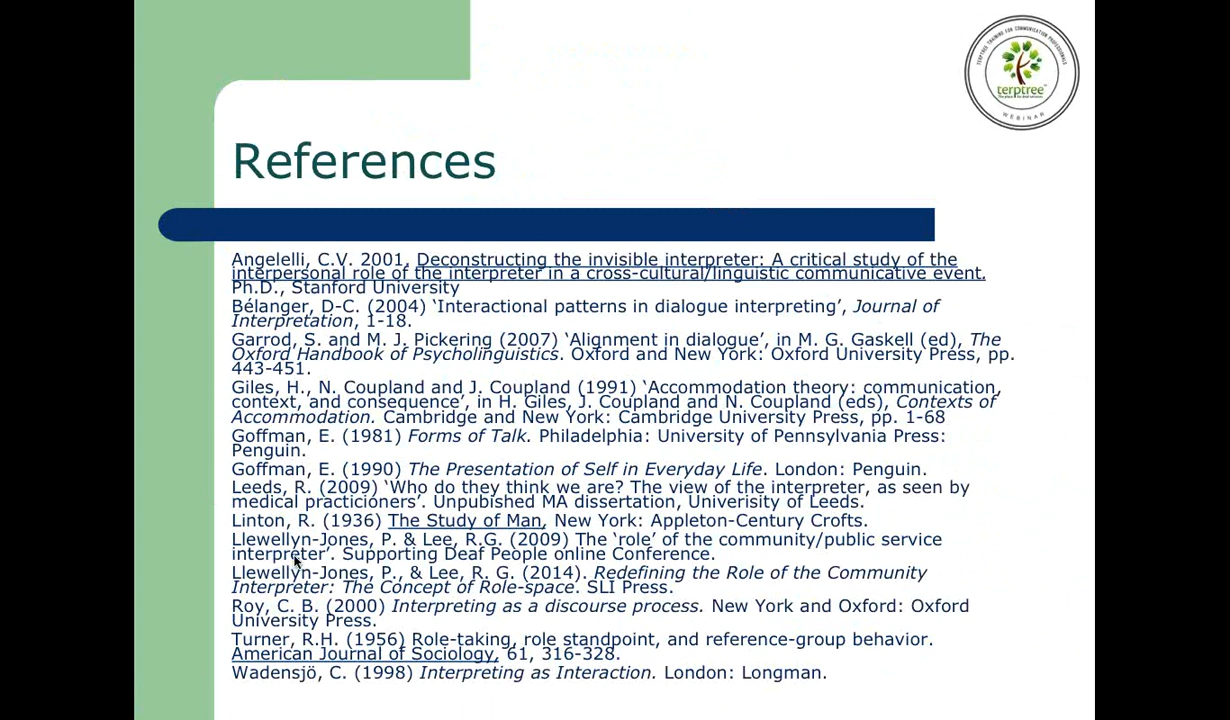 TERPTREE TRAINING FOR COMMUNICATION PROFESSIONALS
terptree
WEBINAR
References
Angelelli, C.V. 2001, Deconstructing the invisible interpreter: A critical study of the
interpersonal role of the interpreter in a cross-cultural/linguistic communicative event.
Ph.D., Stanford University
Bélanger, D-C. (2004) ‘Interactional patterns in dialogue interpreting’, Journal of
Interpretation, 1-18.
Garrod, S. and M. J. Pickering (2007) ‘Alignment in dialogue’, in M. G. Gaskell (ed), The
Oxford Handbook of Psycholinguistics. Oxford and New York: Oxford University Press, pp.
443-451.
Giles, H., N. Coupland and J. Coupland (1991) ‘Accommodation theory: communication,
context, and consequence’, in H. Giles, J. Coupland and N. Coupland (eds), Contexts of
Accommodation. Cambridge and New York: Cambridge University Press, pp. 1-68
Goffman, E. (1981) Forms of Talk. Philadelphia: University of Pennsylvania Press:
Penguin.
Goffman, E. (1990) The Presentation of Self in Everyday Life. London: Penguin.
Leeds, R. (2009) ‘Who do they think we are? The view of the interpreter, as seen by
medical practicioners’. Unpubished MA dissertation, Univerisity of Leeds.
Linton, R. (1936) The Study of Man, New York: Appleton-Century Crofts.
Llewellyn-Jones, P. & Lee, R.G. (2009) The ‘role’ of the community/public service
interpreter’. Supporting Deaf People online Conference.
Llewellyn-Jones, P., & Lee, R. G. (2014). Redefining the Role of the Community
Interpreter: The Concept of Role-space. SLI Press.
Roy, C. B. (2000) Interpreting as a discourse process. New York and Oxford: Oxford
University Press.
Turner, R.H. (1956) Role-taking, role standpoint, and reference-group behavior.
American Journal of Sociology, 61, 316-328.
Wadensjö, C. (1998) Interpreting as Interaction. London: Longman.